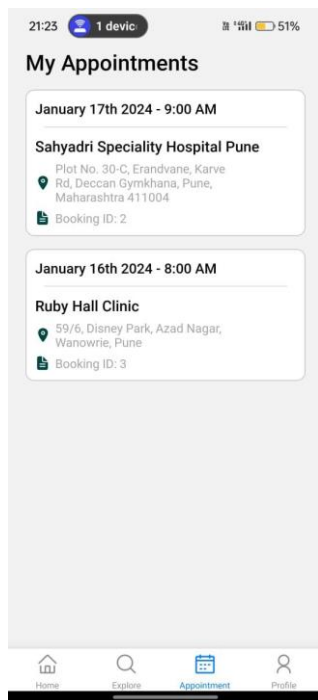 21:23 1 devic 51%
My Appointments
January 17th 2024 - 9:00 AM
Sahyadri Speciality Hospital Pune
Plot No. 30-C, Erandvane, Karve
Rd, Deccan Gymkhana, Pune,
Maharashtra 411004
Booking ID: 2
January 16th 2024 - 8:00 AM
Ruby Hall Clinic
59/6, Disney Park, Azad Nagar,
Wanowrie, Pune
Booking ID: 3
Home Explore Appointment Profile